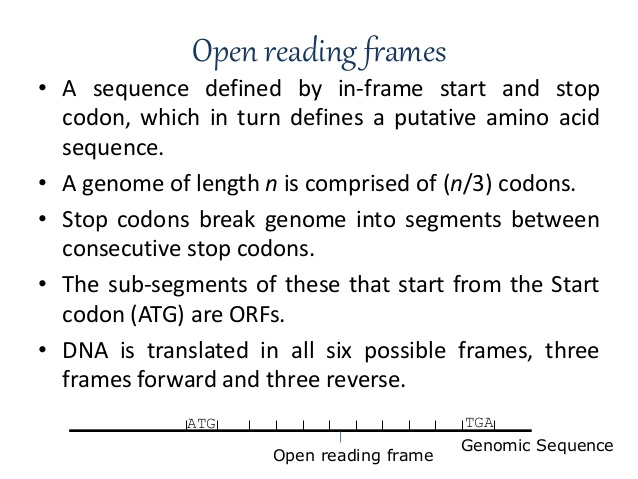 Open reading frames
• A sequence defined by in-frame start and stop
codon, which in turn defines a putative amino acid
sequence.
• A genome of length n is comprised of (n/3) codons.
• Stop codons break genome into segments between
consecutive stop codons.
• The sub-segments of these that start from the Start
codon (ATG) are ORFs.
• DNA is translated in all six possible frames, three
frames forward and three reverse.
ATG TGA
Open reading frame Genomic Sequence